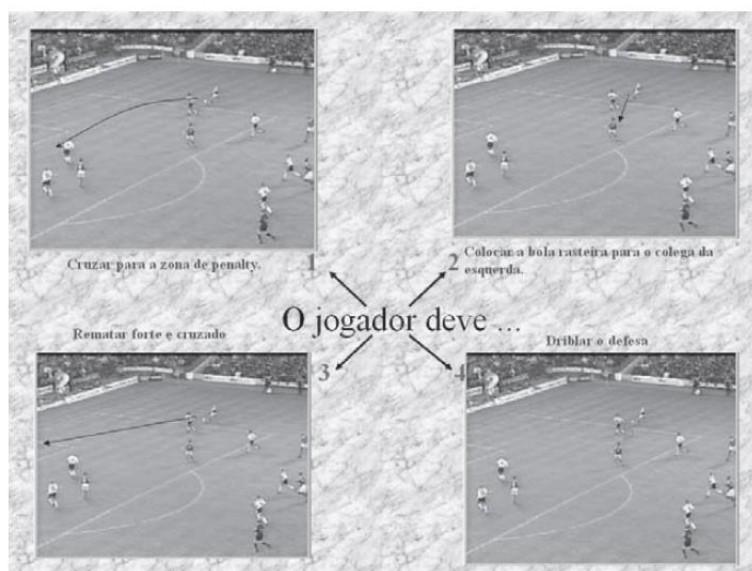 Cruzar para a zona de penalty.
1
2
Colocar a bola rasteira para o colega da
esquerda.
O jogador deve ...
Rematar forte e cruzado
Driblar o defesa
3
4